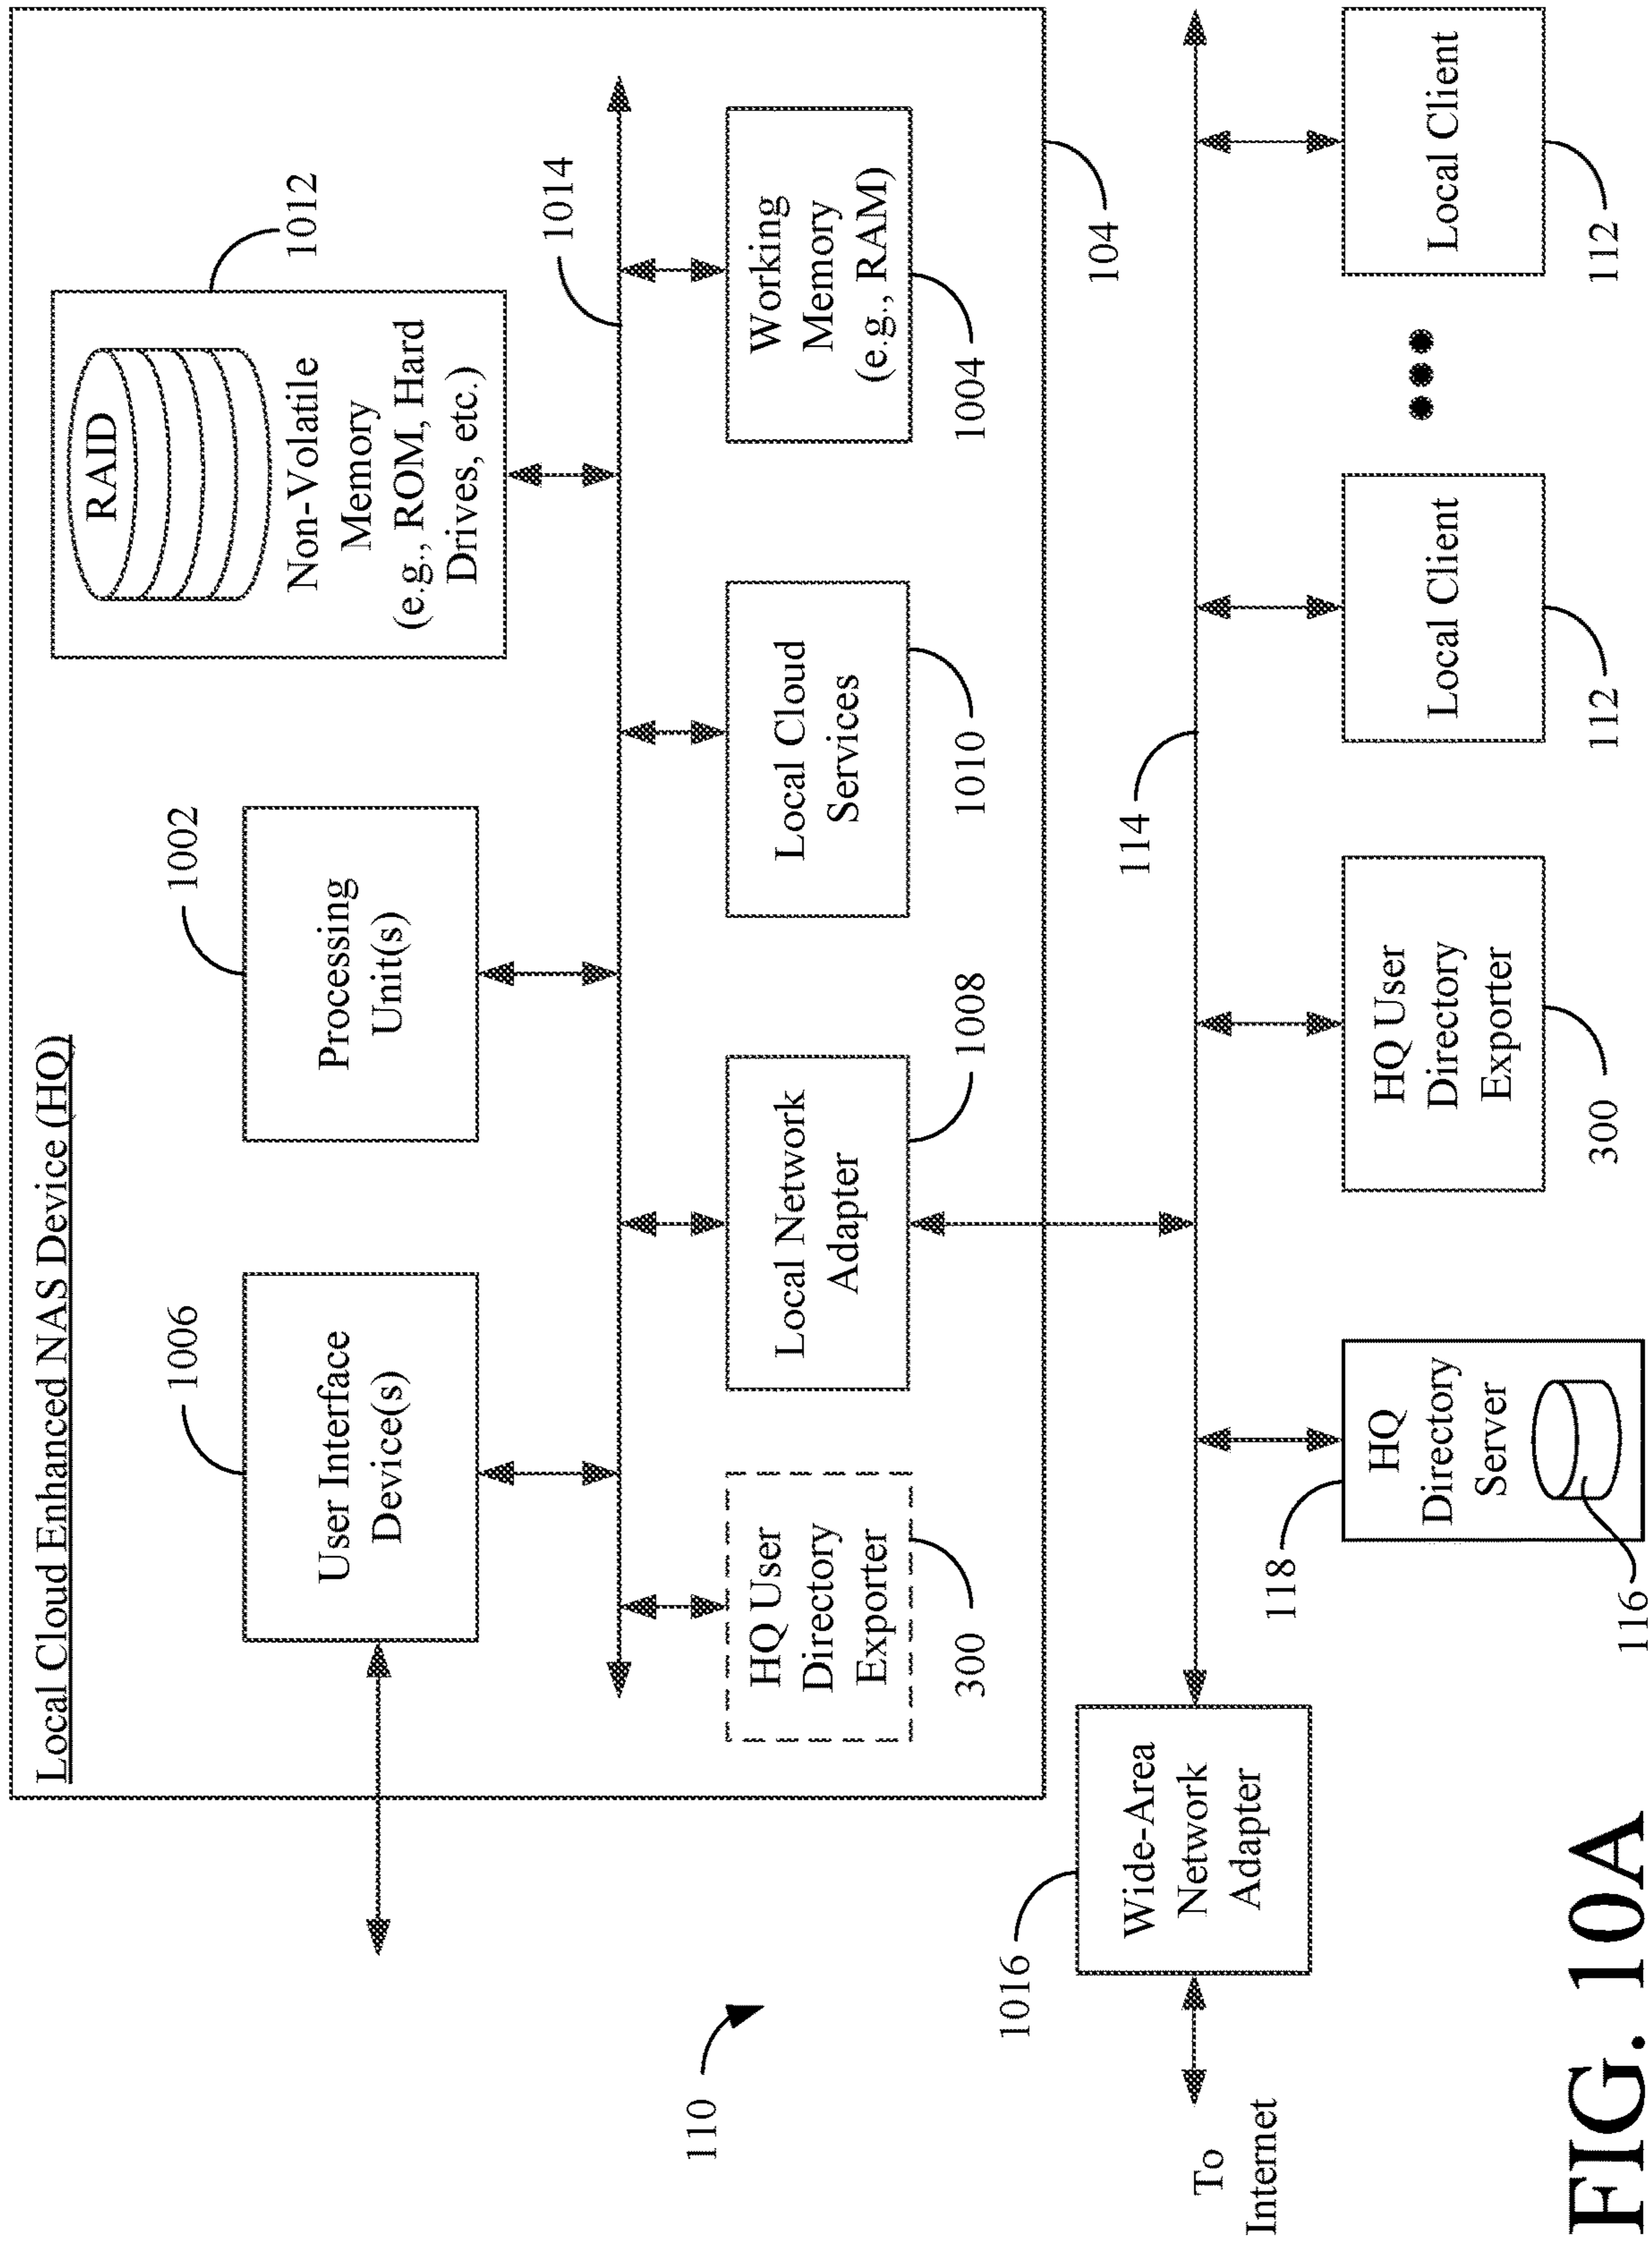 Local Cloud Enhanced NAS Device (HQ)
1006
User Interface
Device(s)
1002
Processing
Unit(s)
1012
RAID
Non-Volatile
Memory
(e.g., ROM, Hard
Drives, etc.)
1014
HQ User
Directory
Exporter
300
Local Network
Adapter
1008
Local Cloud
Services
1010
Working
Memory
(e.g., RAM)
1004
104
110
To
Internet
1016
Wide-Area
Network
Adapter
114
118
HQ
Directory
Server
116
HQ User
Directory
Exporter
300
Local Client
112
Local Client
112
FIG. 10A